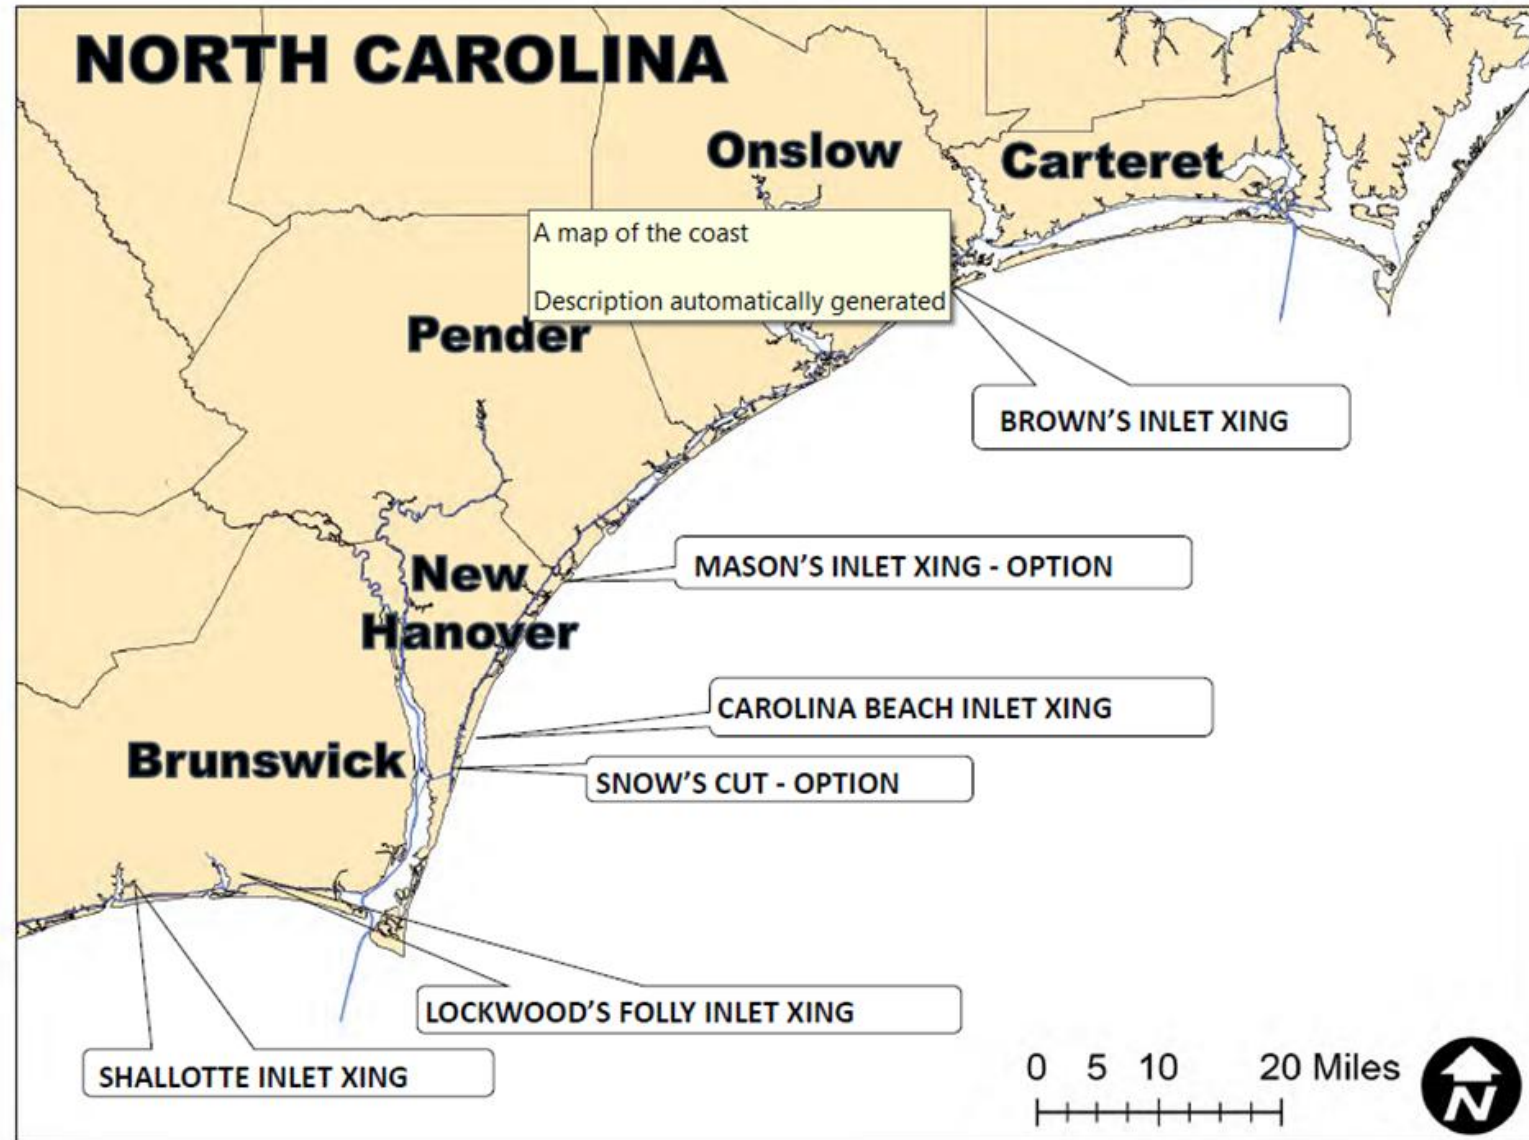 NORTH CAROLINA
Onslow
Carteret
A map of the coast
Description automatically generated
Pender
BROWN'S INLET XING
New
Hanover
MASON'S INLET XING - OPTION
CAROLINA BEACH INLET XING
Brunswick
SNOW'S CUT - OPTION
LOCKWOOD'S FOLLY INLET XING
SHALLOTTE INLET XING
0 5 10 20 Miles
N